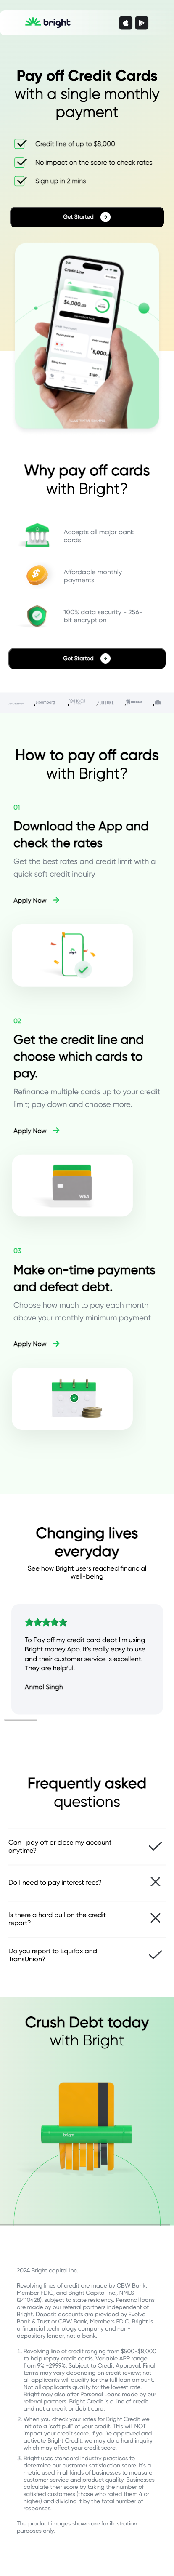 bright
Pay off Credit Cards
with a single monthly
payment
Credit line of up to $8,000
No impact on the score to check rates
Sign up in 2 mins
Get Started
Credit Line
Why pay off cards
with Bright?
Accepts all major bank
cards
Affordable monthly
payments
100% data security - 256-
bit encryption
Get Started
FORTUNE
How to pay off cards
with Bright?
01
Download the App and
check the rates
Get the best rates and credit limit with a
quick soft credit inquiry
Apply Now
bright
02
Get the credit line and
choose which cards to
pay.
Refinance multiple cards up to your credit
limit; pay down and choose more.
Apply Now
VISA
03
Make on-time payments
and defeat debt.
Choose how much to pay each month
above your monthly minimum payment.
Apply Now
Changing lives
everyday
See how Bright users reached financial
well-being
To Pay off my credit card debt I'm using
Bright money App. It's really easy to use
and their customer service is excellent.
They are helpful.
Anmol Singh
Frequently asked
questions
Can I pay off or close my account
anytime?
Do I need to pay interest fees?
Is there a hard pull on the credit
report?
Do you report to Equifax and
TransUnion?
Crush Debt today
with Bright
bright
2024 Bright capital Inc.
Revolving lines of credit are made by CBW Bank,
Member FDIC, and Bright Capital Inc., NMLS
(2410428), subject to state residency. Personal loans
are made by our referral partners independent of
Bright. Deposit accounts are provided by Evolve
Bank & Trust or CBW Bank, Members FDIC. Bright is
a financial technology company and non-
depository lender, not a bank.
1. Revolving line of credit ranging from $500-$8,000
to help repay credit cards. Variable APR range
from 9% -29.99%, Subject to Credit Approval. Final
terms may vary depending on credit review; not
all applicants will qualify for the full loan amount.
Not all applicants qualify for the lowest rate.
Bright may also offer Personal Loans made by our
referral partners. Bright Credit is a line of credit
and not a credit or debit card.
2. When you check your rates for Bright Credit we
initiate a "soft pull" of your credit. This will NOT
impact your credit score. If you're approved and
activate Bright Credit, we may do a hard inquiry
which may affect your credit score.
3. Bright uses standard industry practices to
determine our customer satisfaction score. It's a
metric used in all kinds of businesses to measure
customer service and product quality. Businesses
calculate their score by taking the number of
satisfied customers (those who rated them 4 or
higher) and dividing it by the total number of
responses.
The product images shown are for illustration
purposes only.